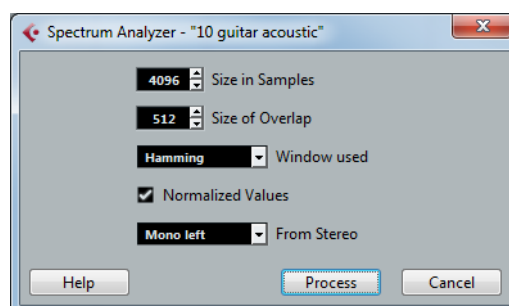 Spectrum Analyzer - "10 guitar acoustic"
4096 Size in Samples
512 Size of Overlap
Hamming Window used
Normalized Values
Mono left From Stereo
Help Process Cancel